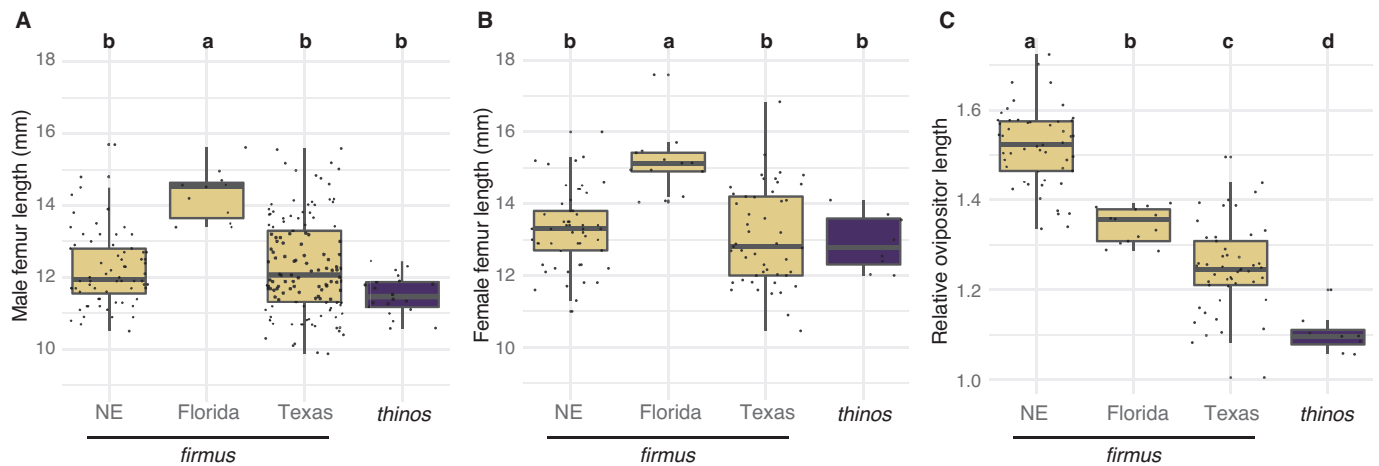 A
b a b b
Male femur length (mm)
18
16
14
12
10
NE Florida Texas thinos
firmus
B
b a b b
Female femur length (mm)
18
16
14
12
10
NE Florida Texas thinos
firmus
C
a b c d
Relative ovipositor length
1.6
1.4
1.2
1.0
NE Florida Texas thinos
firmus